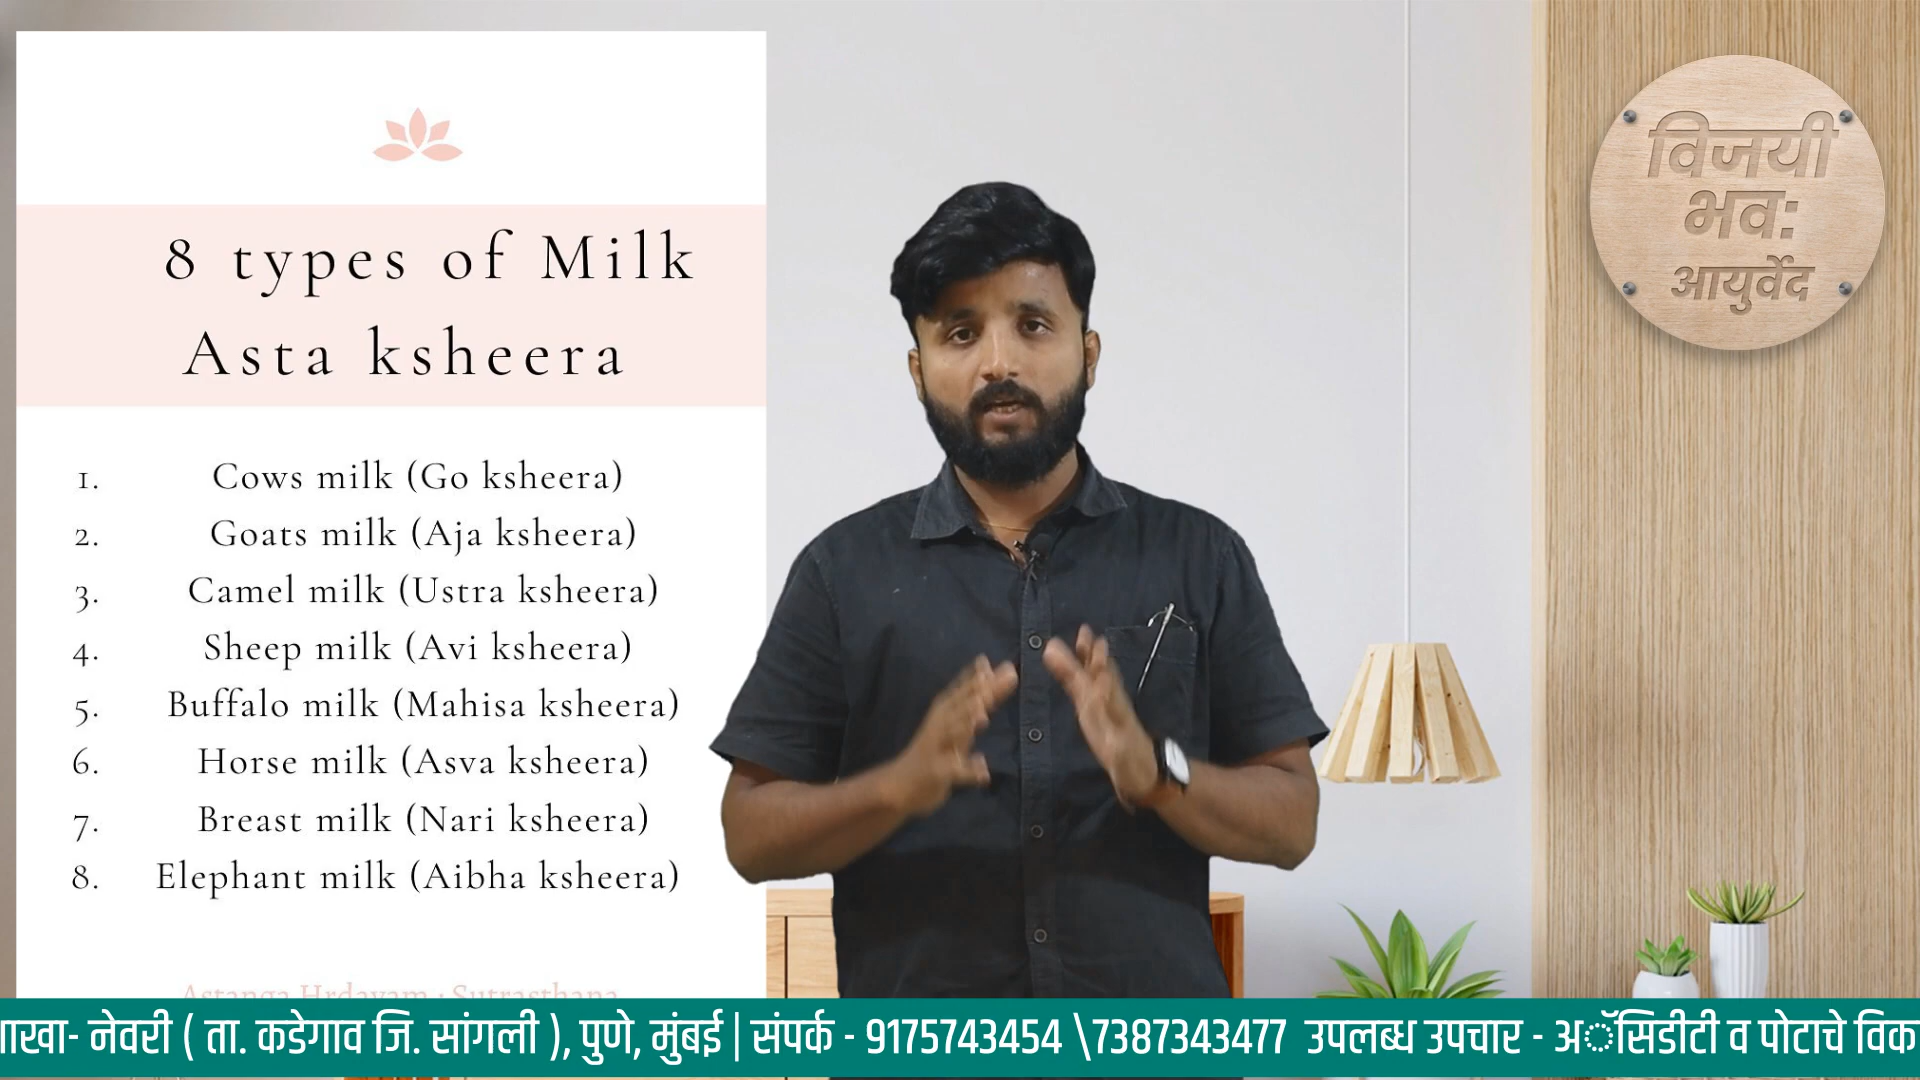 8 types of Milk
Asta ksheera
1. Cows milk (Go ksheera)
2. Goats milk (Aja ksheera)
3. Camel milk (Ustra ksheera)
4. Sheep milk (Avi ksheera)
5. Buffalo milk (Mahisa ksheera)
6. Horse milk (Asva ksheera)
7. Breast milk (Nari ksheera)
8. Elephant milk (Aibha ksheera)
Astanga Hrdayam : Sutrasthana
विजयी
भव:
आयुर्वेद
नेवरी ( ता. कडेगाव जि. सांगली ), पुणे, मुंबई | संपर्क - 9175743454 \7387343477 उपलब्ध उपचार - अॅसिडीटी व पोटाचे